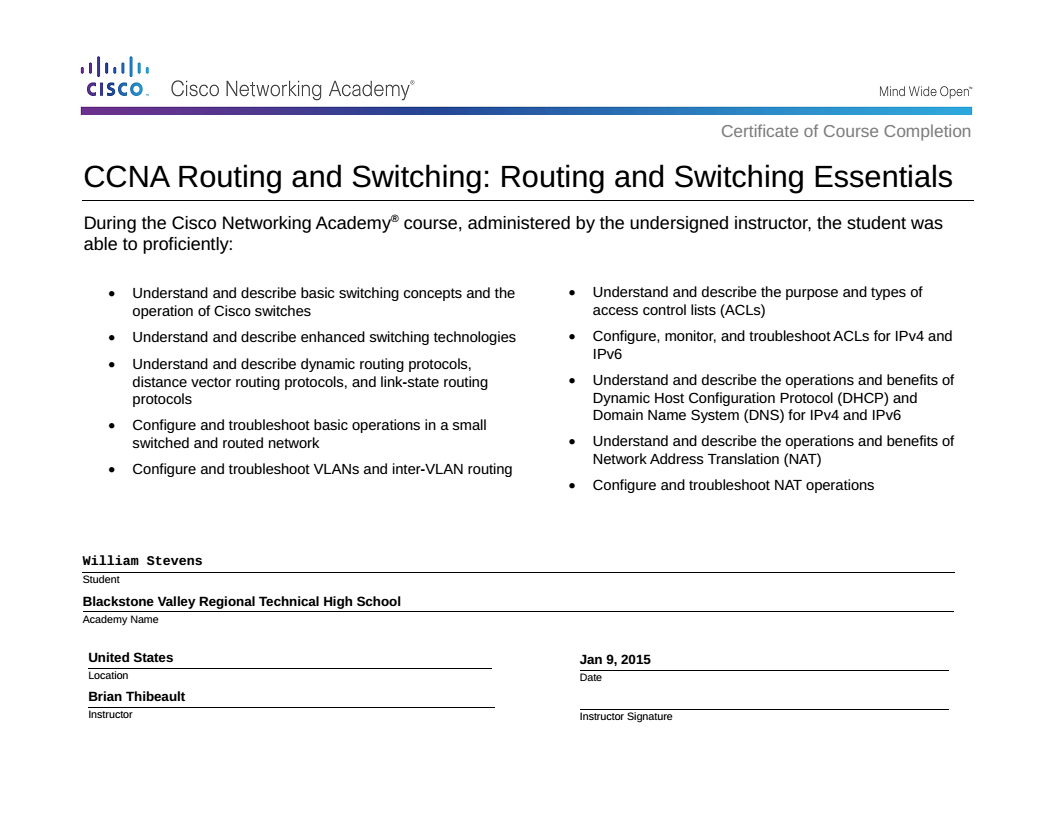 CISCO™ Cisco Networking Academy® Mind Wide Open™
Certificate of Course Completion
CCNA Routing and Switching: Routing and Switching Essentials
During the Cisco Networking Academy® course, administered by the undersigned instructor, the student was
able to proficiently:
• Understand and describe basic switching concepts and the
operation of Cisco switches
• Understand and describe enhanced switching technologies
• Understand and describe dynamic routing protocols,
distance vector routing protocols, and link-state routing
protocols
• Configure and troubleshoot basic operations in a small
switched and routed network
• Configure and troubleshoot VLANs and inter-VLAN routing
• Understand and describe the purpose and types of
access control lists (ACLs)
• Configure, monitor, and troubleshoot ACLs for IPv4 and
IPv6
• Understand and describe the operations and benefits of
Dynamic Host Configuration Protocol (DHCP) and
Domain Name System (DNS) for IPv4 and IPv6
• Understand and describe the operations and benefits of
Network Address Translation (NAT)
• Configure and troubleshoot NAT operations
William Stevens
Student
Blackstone Valley Regional Technical High School
Academy Name
United States
Location
Jan 9, 2015
Date
Brian Thibeault
Instructor
Instructor Signature